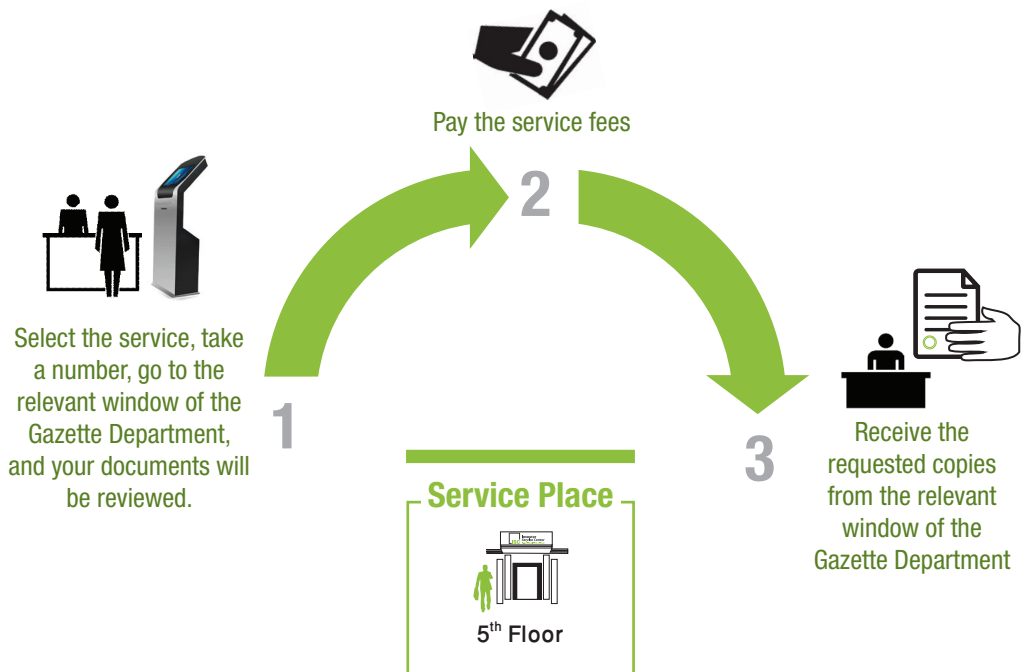 Pay the service fees
2
Select the service, take
a number, go to the
relevant window of the
Gazette Department,
and your documents will
be reviewed.
1
3
Receive the
requested copies
from the relevant
window of the
Gazette Department
Service Place
Service Center
5th Floor